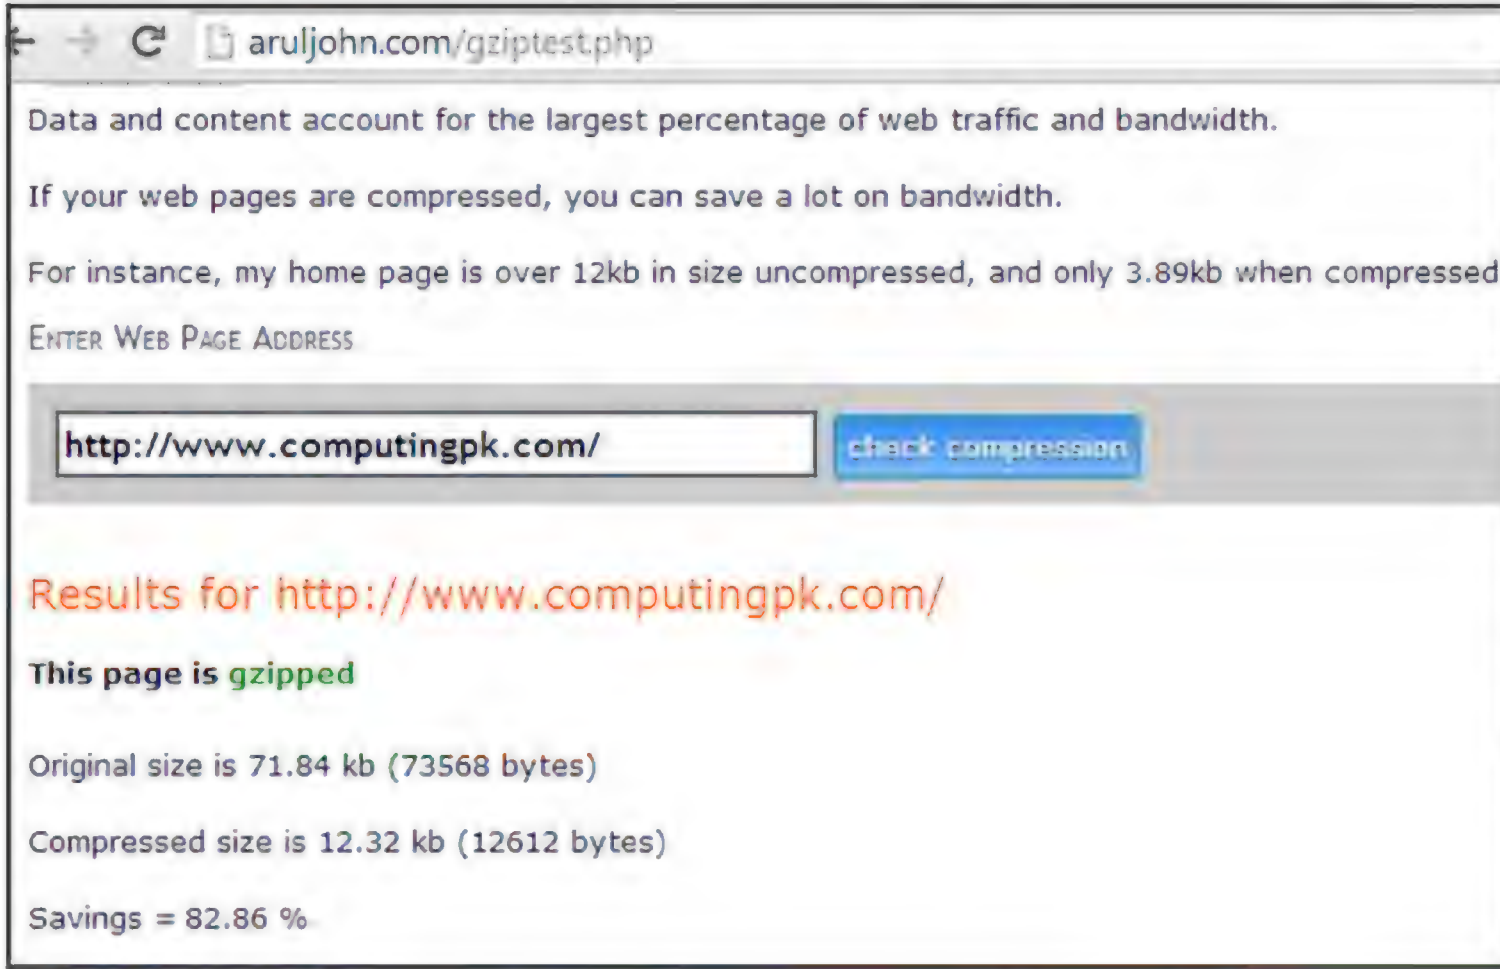 aruljohn.com/gziptest.php
Data and content account for the largest percentage of web traffic and bandwidth.
If your web pages are compressed, you can save a lot on bandwidth.
For instance, my home page is over 12kb in size uncompressed, and only 3.89kb when compressed
ENTER WEB PAGE ADDRESS
http://www.computingpk.com/ check compression
Results for http://www.computingpk.com/
This page is gzipped
Original size is 71.84 kb (73568 bytes)
Compressed size is 12.32 kb (12612 bytes)
Savings = 82.86 %